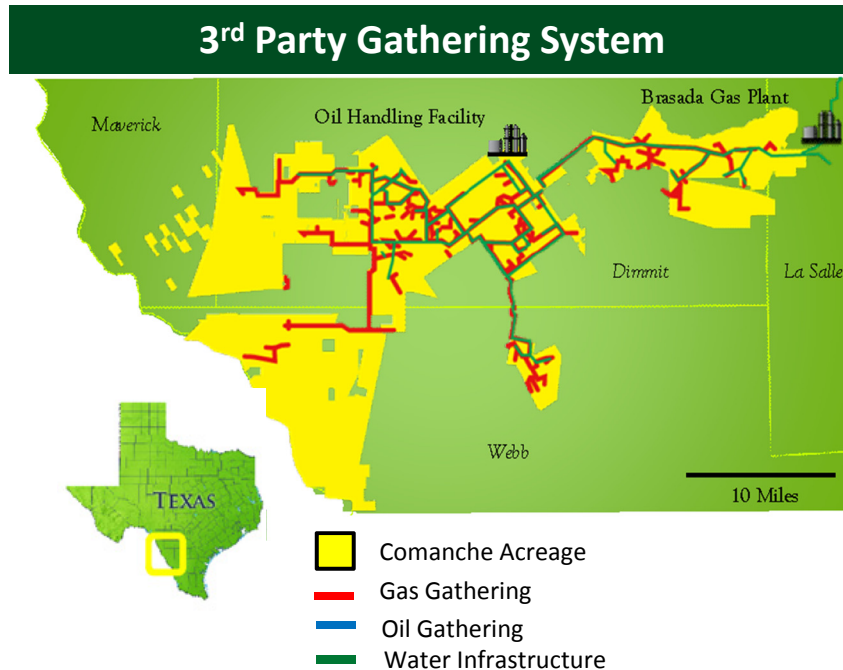 3rd Party Gathering System
Brasada Gas Plant
Oil Handling Facility
Maverick
Dimmit
La Salle
Webb
10 Miles
TEXAS
Comanche Acreage
Gas Gathering
Oil Gathering
Water Infrastructure